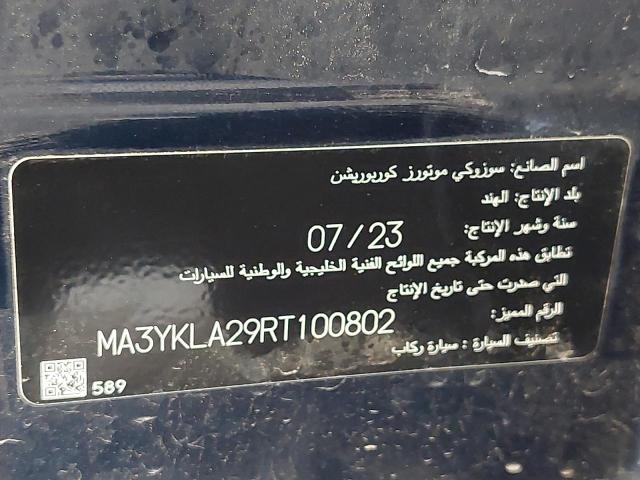 اسم الصانع: سوزوكي موتورز كوربوريشن
بلد الإنتاج: الهند
سنة وشهر الإنتاج: 07/23
تطابق هذه المركبة جميع اللوائح الفنية الخليجية والوطنية للسيارات
التي صدرت حتى تاريخ الإنتاج
الرقم المميز: MA3YKLA29RT100802
تصنيف السيارة : سيارة ركاب
589